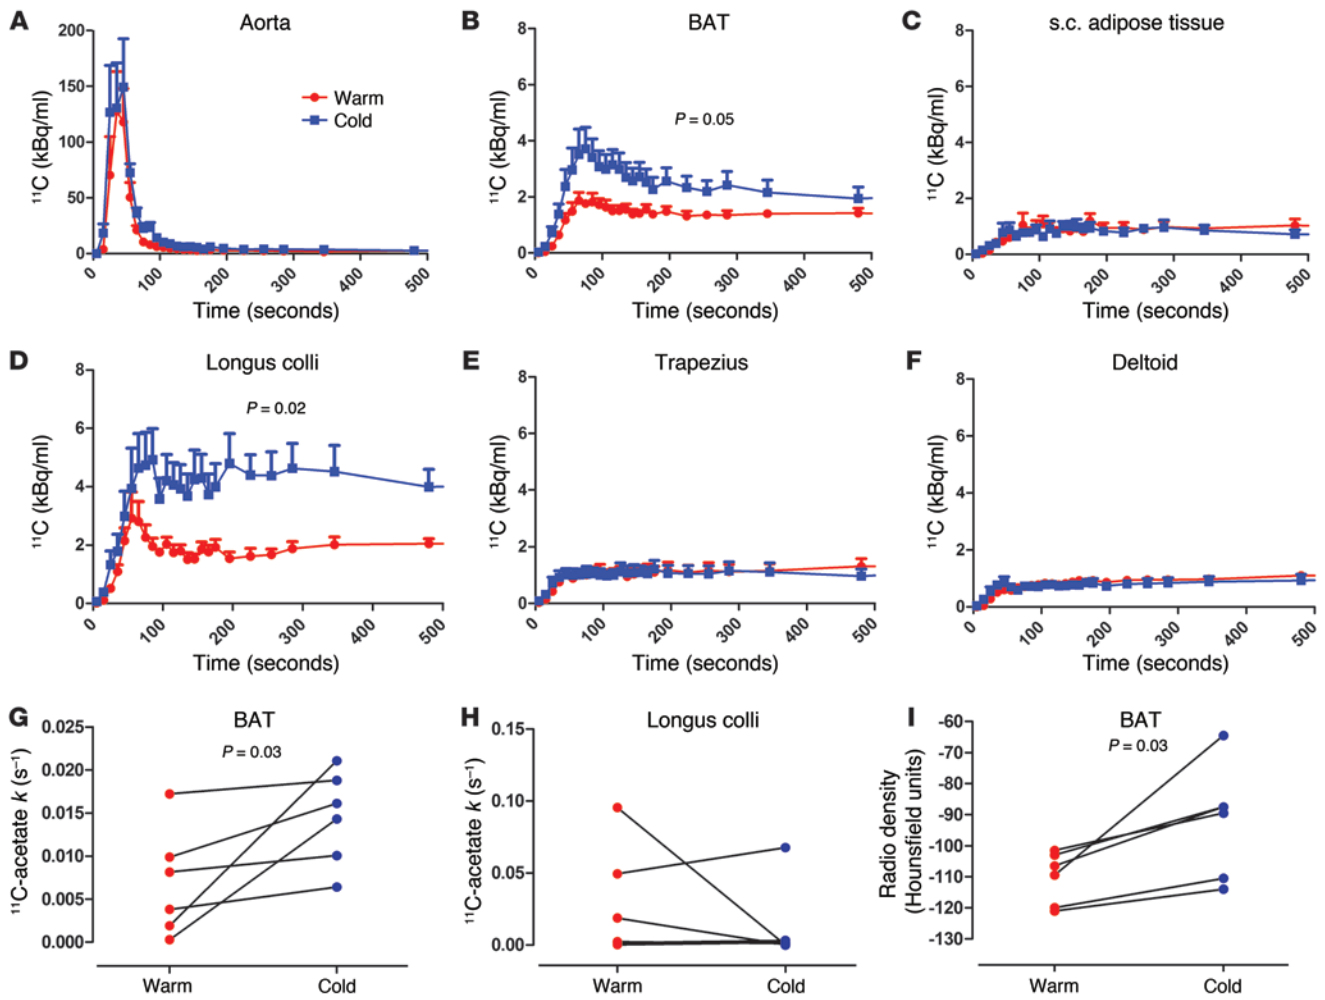 A Aorta
200
150
100
50
0
¹¹C (kBq/ml)
Warm
Cold
0 100 200 300 400 500
Time (seconds)
B BAT
8
6
4
2
0
¹¹C (kBq/ml)
P = 0.05
0 100 200 300 400 500
Time (seconds)
C s.c. adipose tissue
8
6
4
2
0
¹¹C (kBq/ml)
0 100 200 300 400 500
Time (seconds)
D Longus colli
8
6
4
2
0
¹¹C (kBq/ml)
P = 0.02
0 100 200 300 400 500
Time (seconds)
E Trapezius
8
6
4
2
0
¹¹C (kBq/ml)
0 100 200 300 400 500
Time (seconds)
F Deltoid
8
6
4
2
0
¹¹C (kBq/ml)
0 100 200 300 400 500
Time (seconds)
G BAT
P = 0.03
0.025
0.020
0.015
0.010
0.005
0.000
¹¹C-acetate k (s⁻¹)
Warm Cold
H Longus colli
0.15
0.10
0.05
0.00
¹¹C-acetate k (s⁻¹)
Warm Cold
I BAT
P = 0.03
-60
-70
-80
-90
-100
-110
-120
-130
Radio density
(Hounsfield units)
Warm Cold